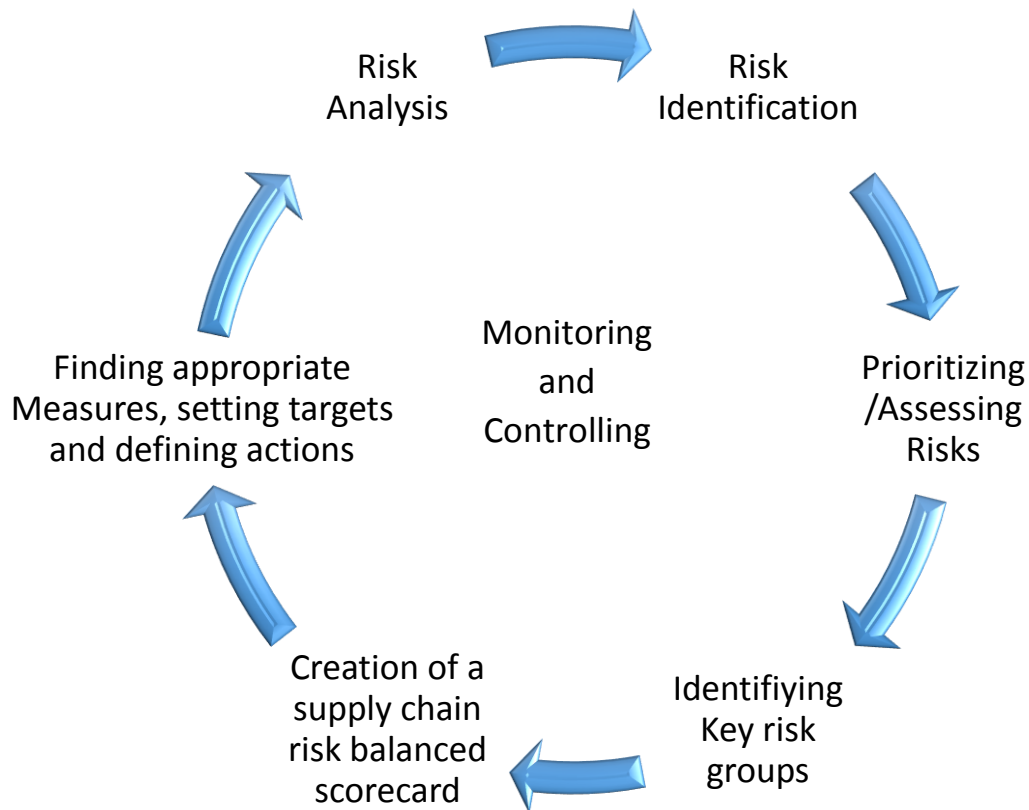 Risk
Analysis
Risk
Identification
Prioritizing
/Assessing
Risks
Identifiying
Key risk
groups
Creation of a
supply chain
risk balanced
scorecard
Finding appropriate
Measures, setting targets
and defining actions
Monitoring
and
Controlling